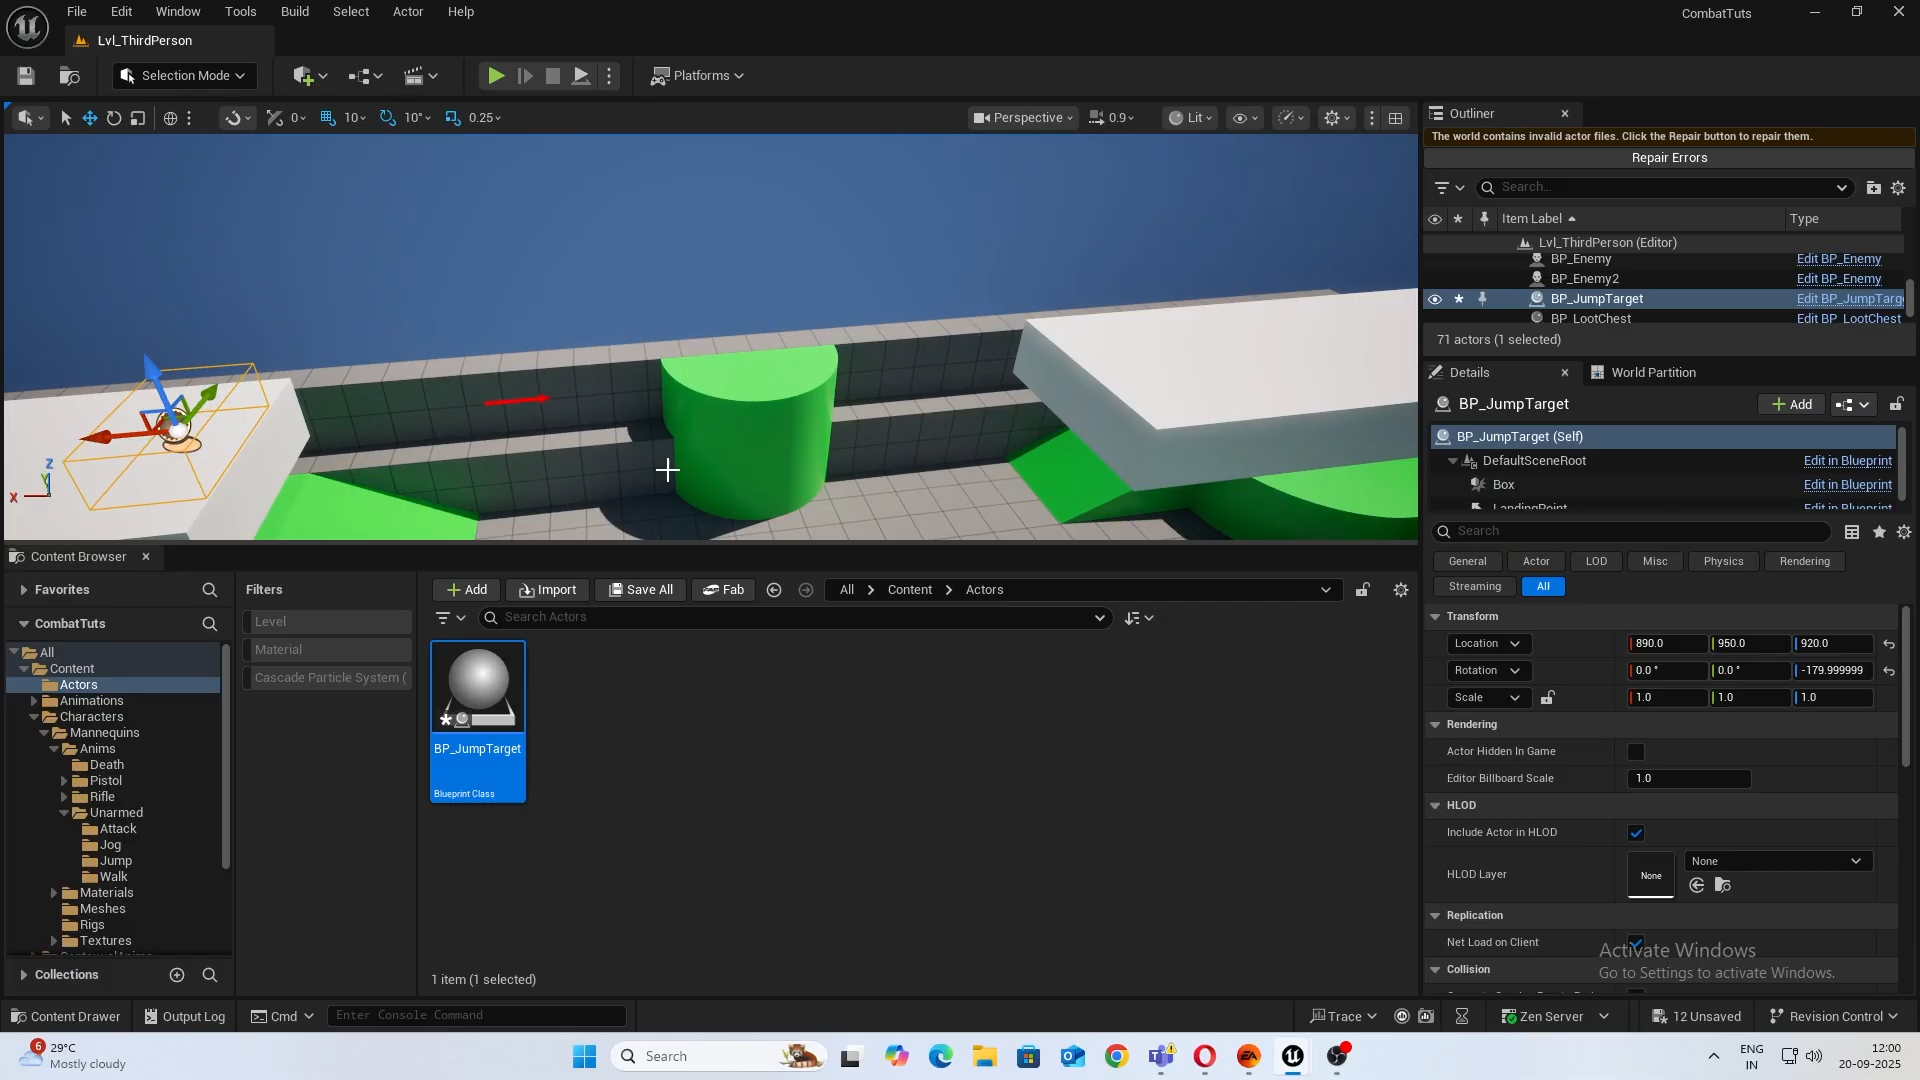 File Edit Window Tools Build Select Actor Help
CombatTuts
Lvl_ThirdPerson
Selection Mode
Platforms
0 10 10° 0.25
Perspective 0.9 Lit
Z
Y
X
Outliner
The world contains invalid actor files. Click the Repair button to repair them.
Repair Errors
Search...
Item Label Type
Lvl_ThirdPerson (Editor)
BP_Enemy Edit BP_Enemy
BP_Enemy2 Edit BP_Enemy
BP_JumpTarget Edit BP_JumpTarg
BP_LootChest Edit BP_LootChest
71 actors (1 selected)
Details
World Partition
BP_JumpTarget
Add
BP_JumpTarget (Self)
DefaultSceneRoot Edit in Blueprint
Box Edit in Blueprint
LandingPoint Edit in Blueprint
Search
General Actor LOD Misc Physics Rendering
Streaming All
Transform
Location 890.0 950.0 920.0
Rotation 0.0 ° 0.0 ° -179.999999
Scale 1.0 1.0 1.0
Rendering
Actor Hidden In Game
Editor Billboard Scale 1.0
HLOD
Include Actor in HLOD
HLOD Layer None None
Replication
Net Load on Client
Collision
Activate Windows
Go to Settings to activate Windows.
Content Browser
Favorites
CombatTuts
All
Content
Actors
Animations
Characters
Mannequins
Anims
Death
Pistol
Rifle
Unarmed
Attack
Jog
Jump
Walk
Materials
Meshes
Rigs
Textures
Collections
Filters
Level
Material
Cascade Particle System (
Add Import Save All Fab All Content Actors
Search Actors
BP_JumpTarget
Blueprint Class
1 item (1 selected)
Content Drawer Output Log Cmd Enter Console Command
Trace Zen Server 12 Unsaved Revision Control
6
29°C
Mostly cloudy
Search
ENG
IN
12:00
20-09-2025